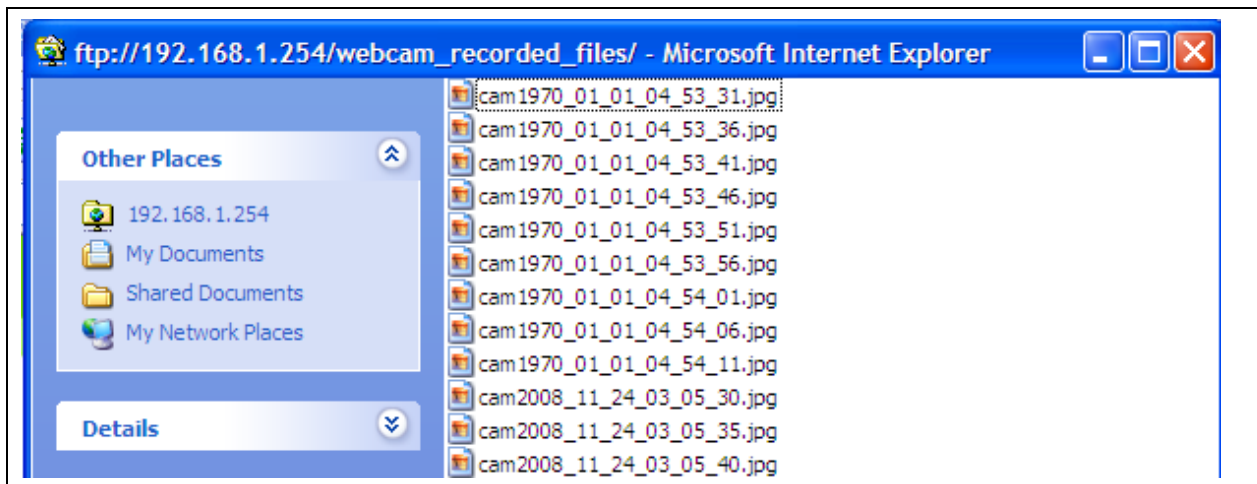 ftp://192.168.1.254/webcam_recorded_files/ - Microsoft Internet Explorer
Other Places
192.168.1.254
My Documents
Shared Documents
My Network Places
Details
cam1970_01_01_04_53_31.jpg
cam1970_01_01_04_53_36.jpg
cam1970_01_01_04_53_41.jpg
cam1970_01_01_04_53_46.jpg
cam1970_01_01_04_53_51.jpg
cam1970_01_01_04_53_56.jpg
cam1970_01_01_04_54_01.jpg
cam1970_01_01_04_54_06.jpg
cam1970_01_01_04_54_11.jpg
cam2008_11_24_03_05_30.jpg
cam2008_11_24_03_05_35.jpg
cam2008_11_24_03_05_40.jpg